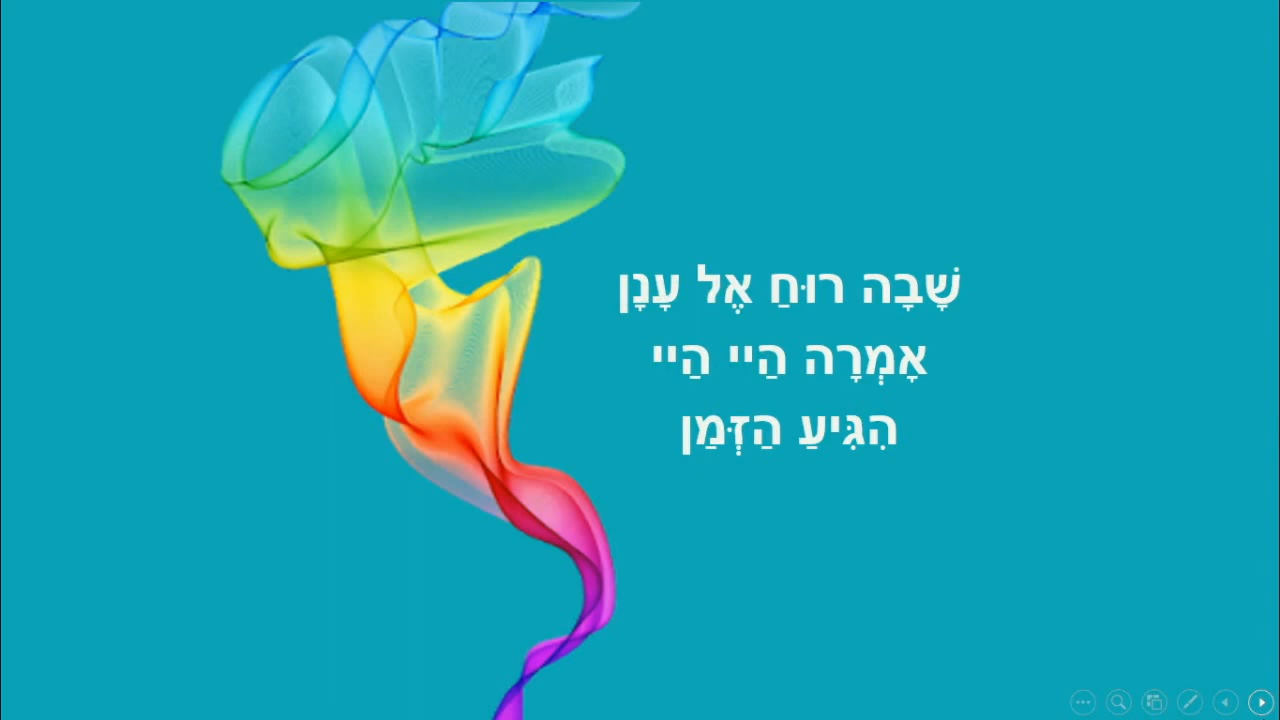 שָׁבָה רוּחַ אֶל עָנָן
אָמְרָה הַיי הַיי
הִגִּיעַ הַזְּמַן